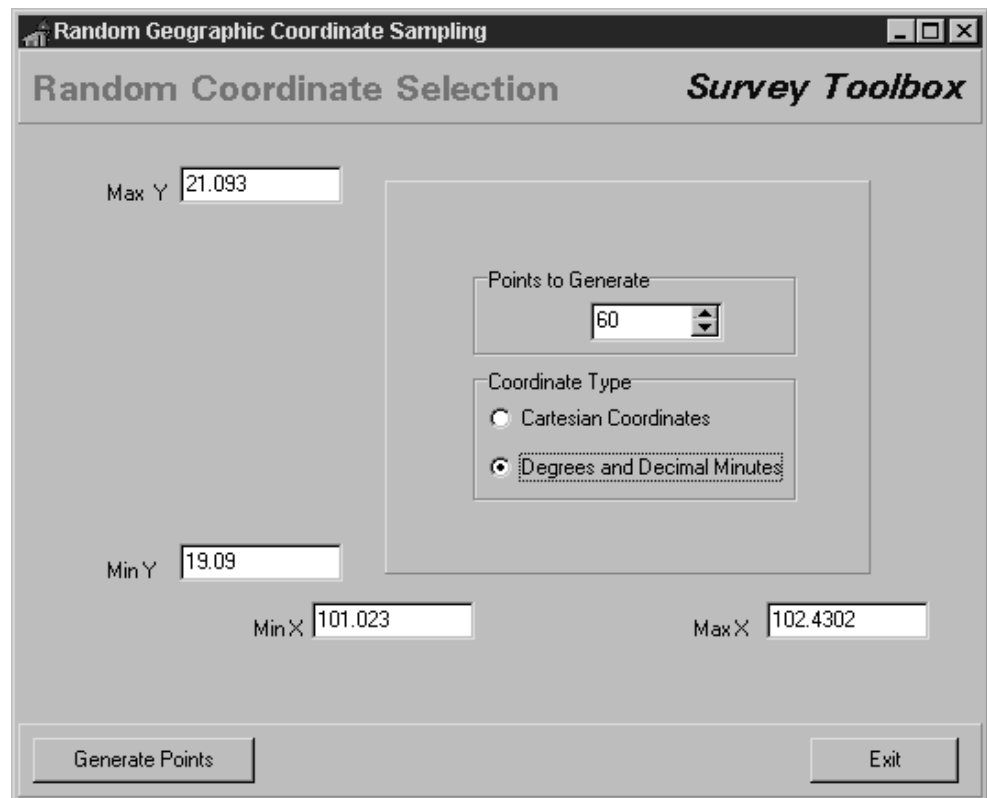 Random Geographic Coordinate Sampling
Random Coordinate Selection
Survey Toolbox
Max Y 21.093
Points to Generate
60
Coordinate Type
Cartesian Coordinates
Degrees and Decimal Minutes
Min Y 19.09
Min X 101.023
Max X 102.4302
Generate Points
Exit